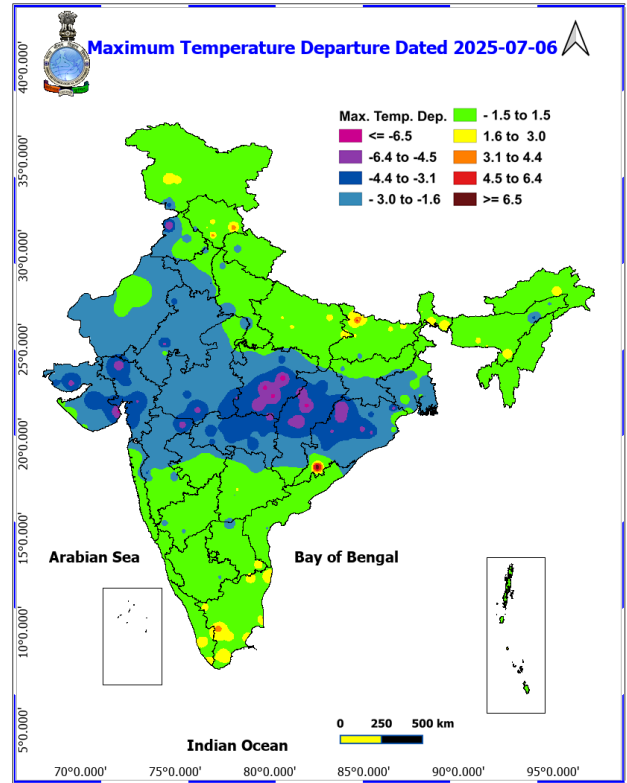 Maximum Temperature Departure Dated 2025-07-06
Max. Temp. Dep.
<= -6.5
-6.4 to -4.5
-4.4 to -3.1
- 3.0 to -1.6
- 1.5 to 1.5
1.6 to 3.0
3.1 to 4.4
4.5 to 6.4
>= 6.5
40°0.000'
35°0.000'
30°0.000'
25°0.000'
20°0.000'
15°0.000'
10°0.000'
5°0.000'
Arabian Sea
Bay of Bengal
0 250 500 km
Indian Ocean
70°0.000' 75°0.000' 80°0.000' 85°0.000' 90°0.000' 95°0.000'